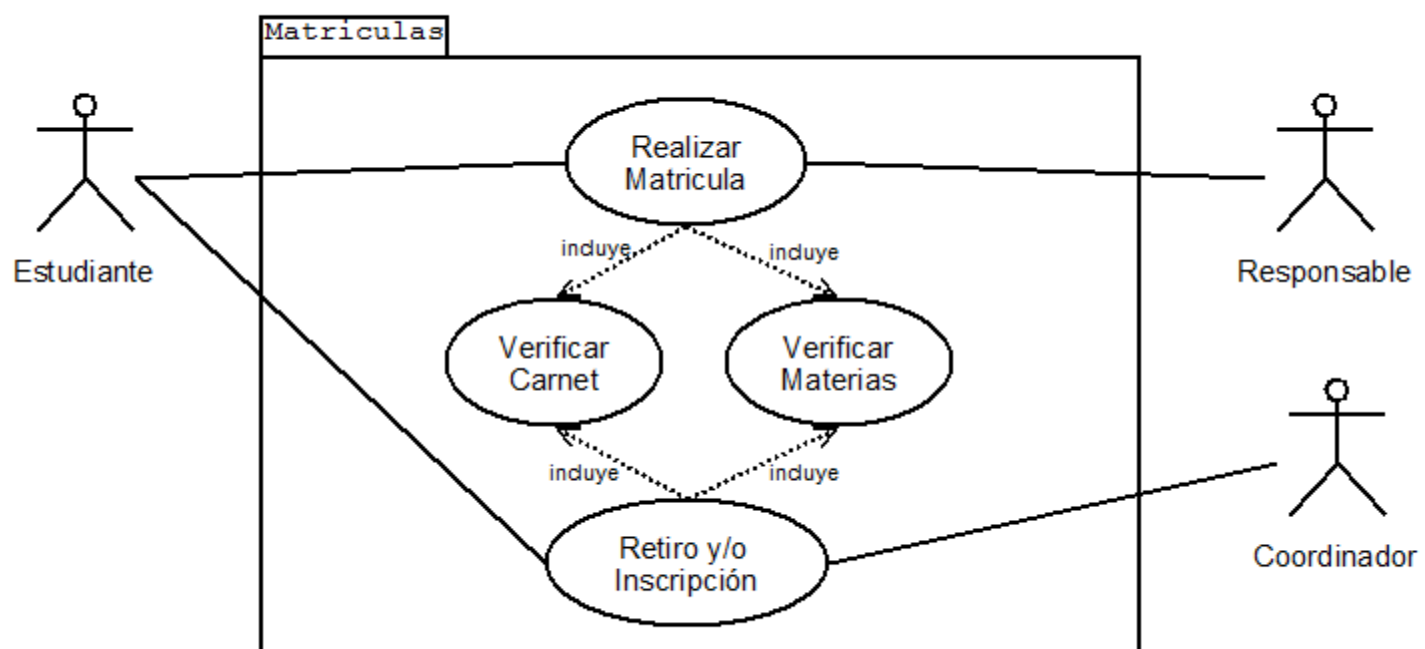 Matriculas
Realizar
Matricula
Estudiante
Responsable
incluye
incluye
Verificar
Carnet
Verificar
Materias
incluye
incluye
Retiro y/o
Inscripción
Coordinador